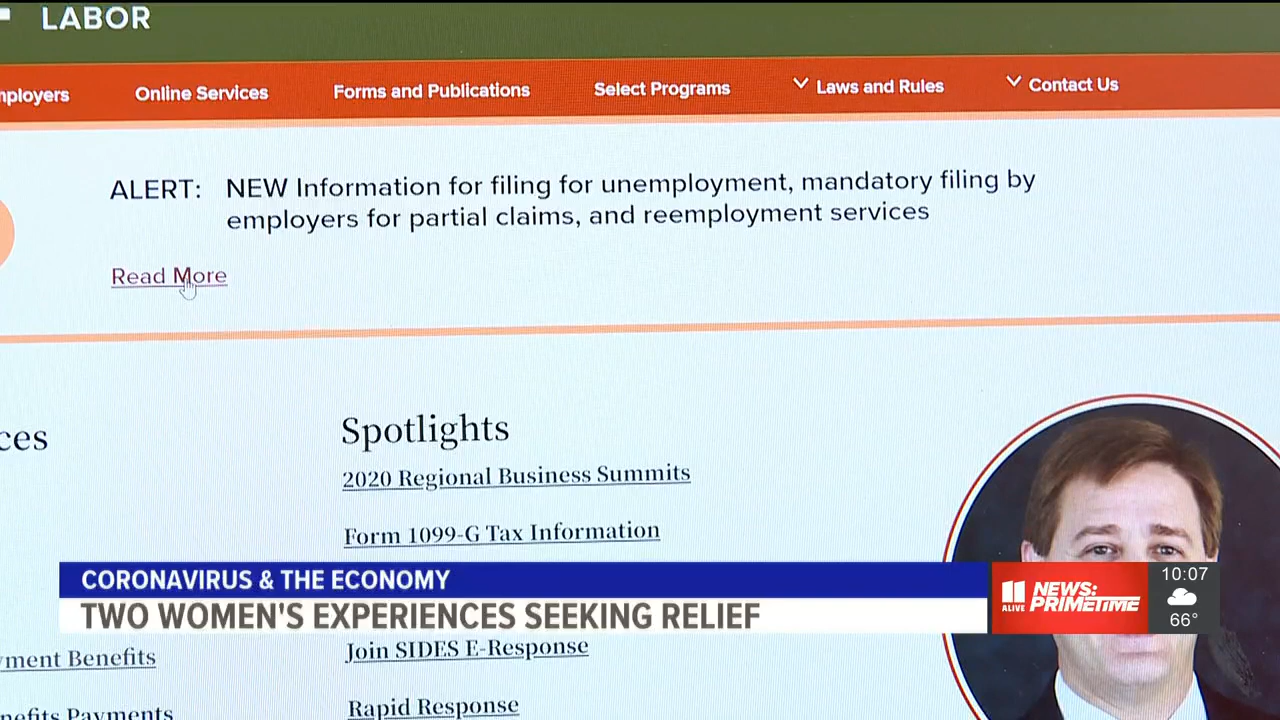 LABOR
mployers Online Services Forms and Publications Select Programs Laws and Rules Contact Us
ALERT: NEW Information for filing for unemployment, mandatory filing by
employers for partial claims, and reemployment services
Read More
ces
Spotlights
2020 Regional Business Summits
Form 1099-G Tax Information
CORONAVIRUS & THE ECONOMY
TWO WOMEN'S EXPERIENCES SEEKING RELIEF
11
ALIVE
NEWS:
PRIMETIME
10:07
66°
Join SIDES E-Response
yment Benefits
Rapid Response
nefits Payments